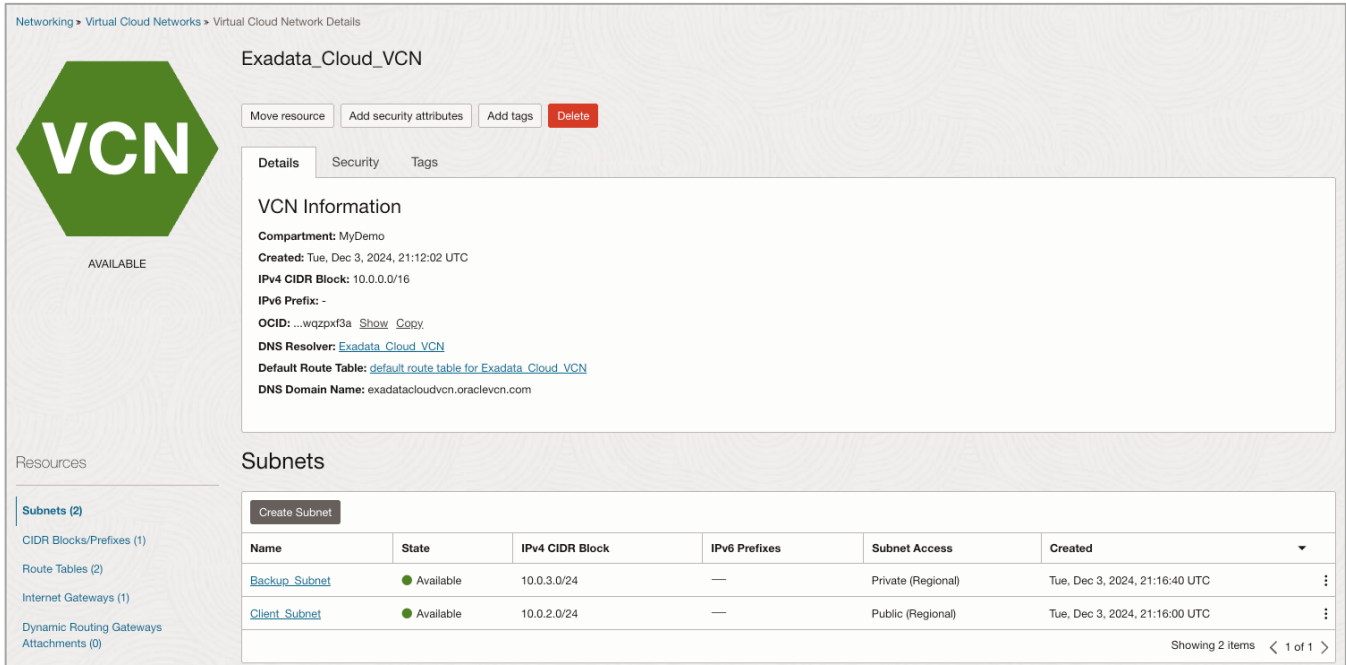 Networking » Virtual Cloud Networks » Virtual Cloud Network Details
VCN
AVAILABLE
Exadata_Cloud_VCN
Move resource Add security attributes Add tags Delete
Details Security Tags
VCN Information
Compartment: MyDemo
Created: Tue, Dec 3, 2024, 21:12:02 UTC
IPv4 CIDR Block: 10.0.0.0/16
IPv6 Prefix: -
OCID: ...wqzpxf3a Show Copy
DNS Resolver: Exadata_Cloud_VCN
Default Route Table: default route table for Exadata_Cloud_VCN
DNS Domain Name: exadatacloudvcn.oraclevcn.com
Resources
Subnets (2)
CIDR Blocks/Prefixes (1)
Route Tables (2)
Internet Gateways (1)
Dynamic Routing Gateways
Attachments (0)
Subnets
Create Subnet
Name State IPv4 CIDR Block IPv6 Prefixes Subnet Access Created
Backup_Subnet Available 10.0.3.0/24 — Private (Regional) Tue, Dec 3, 2024, 21:16:40 UTC
Client_Subnet Available 10.0.2.0/24 — Public (Regional) Tue, Dec 3, 2024, 21:16:00 UTC
Showing 2 items < 1 of 1 >